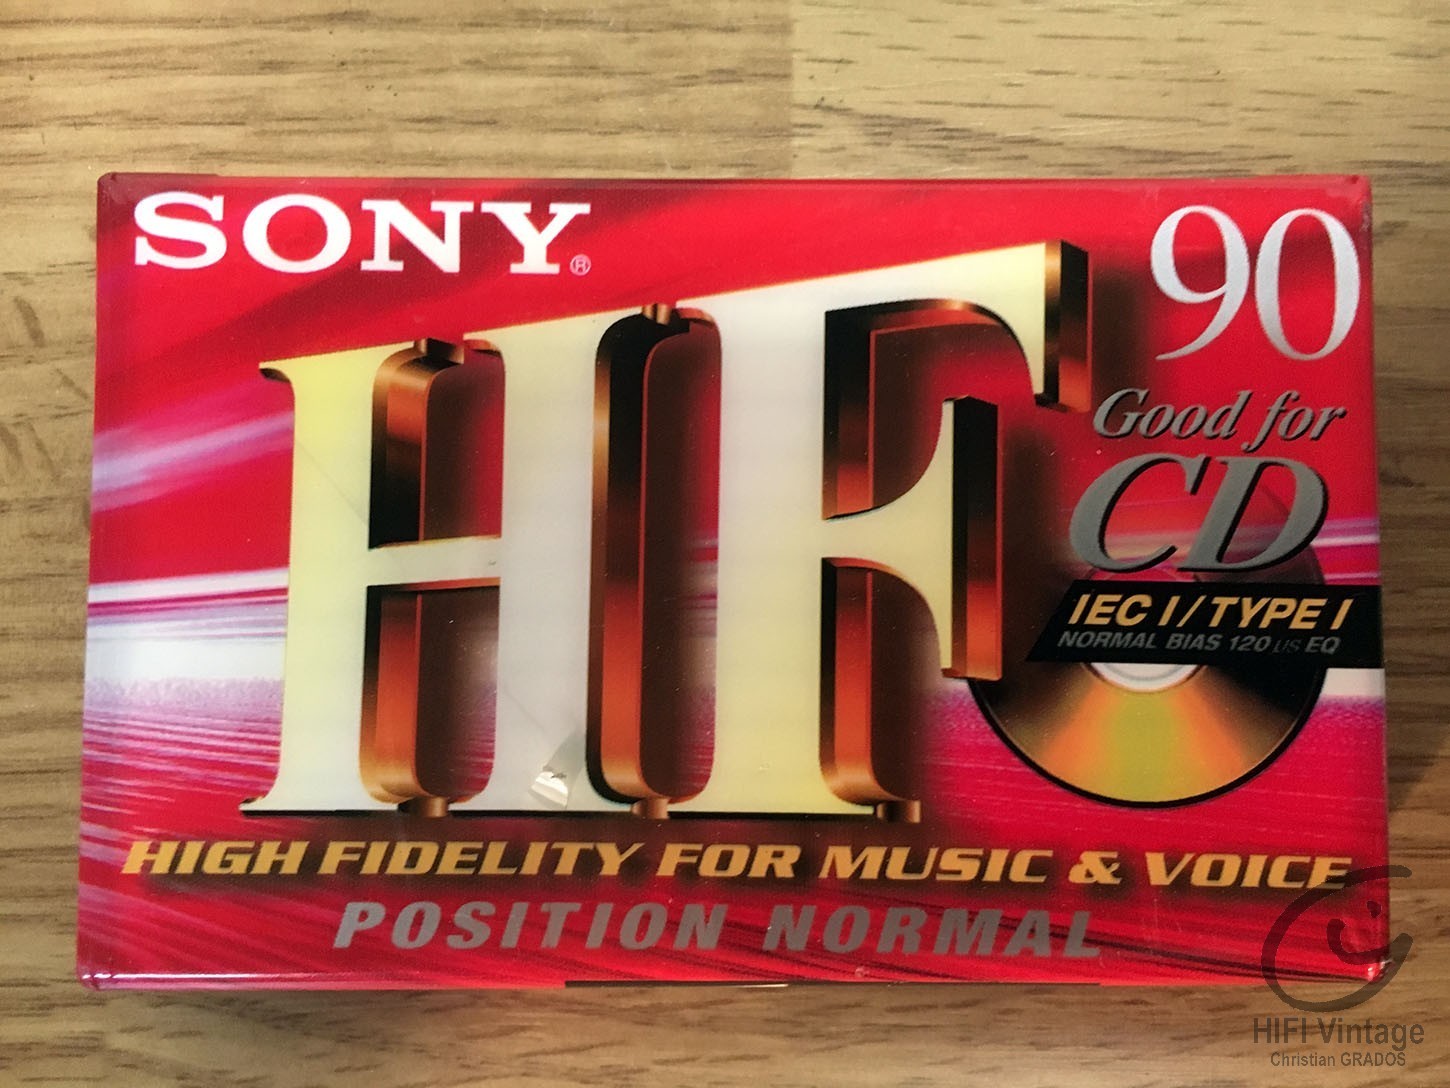 SONY®
90
HIF
Good for
CD
IEC I/TYPE I
NORMAL BIAS 120 µS EQ
HIGH FIDELITY FOR MUSIC & VOICE
POSITION NORMAL
HIFI Vintage
Christian GRADOS